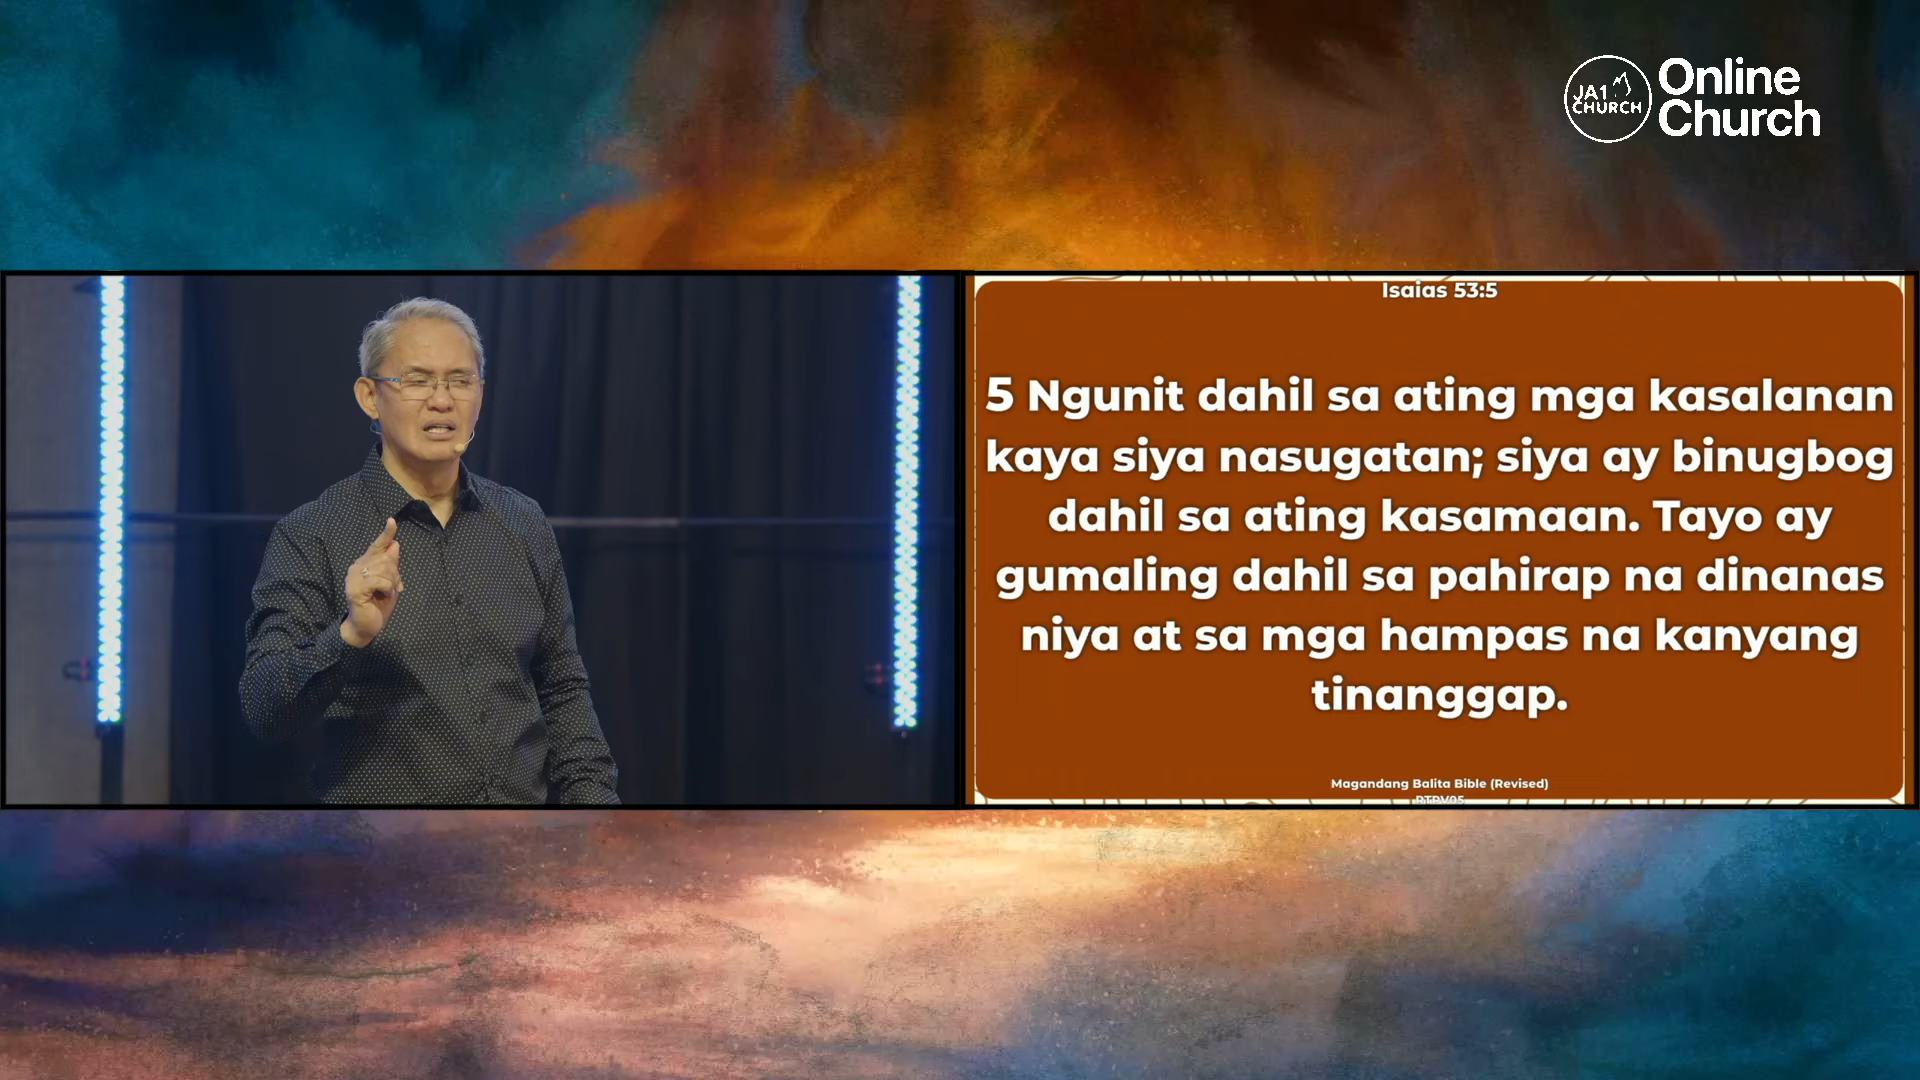 JA1
CHURCH
Online
Church
Isaias 53:5
5 Ngunit dahil sa ating mga kasalanan
kaya siya nasugatan; siya ay binugbog
dahil sa ating kasamaan. Tayo ay
gumaling dahil sa pahirap na dinanas
niya at sa mga hampas na kanyang
tinanggap.
Magandang Balita Bible (Revised)
RTPV05